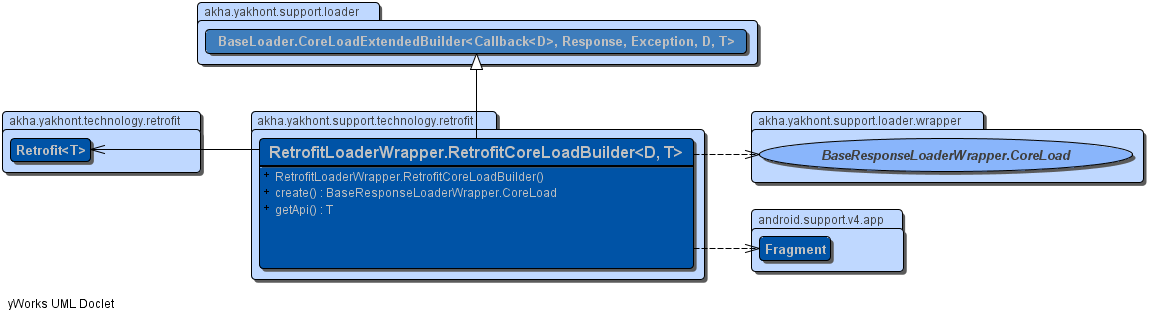 akha.yakhont.support.loader
BaseLoader.CoreLoadExtendedBuilder<Callback<D>, Response, Exception, D, T>
akha.yakhont.technology.retrofit
Retrofit<T>
akha.yakhont.support.technology.retrofit
RetrofitLoaderWrapper.RetrofitCoreLoadBuilder<D, T>
+ RetrofitLoaderWrapper.RetrofitCoreLoadBuilder()
+ create() : BaseResponseLoaderWrapper.CoreLoad
+ getApi() : T
akha.yakhont.support.loader.wrapper
BaseResponseLoaderWrapper.CoreLoad
android.support.v4.app
Fragment
yWorks UML Doclet